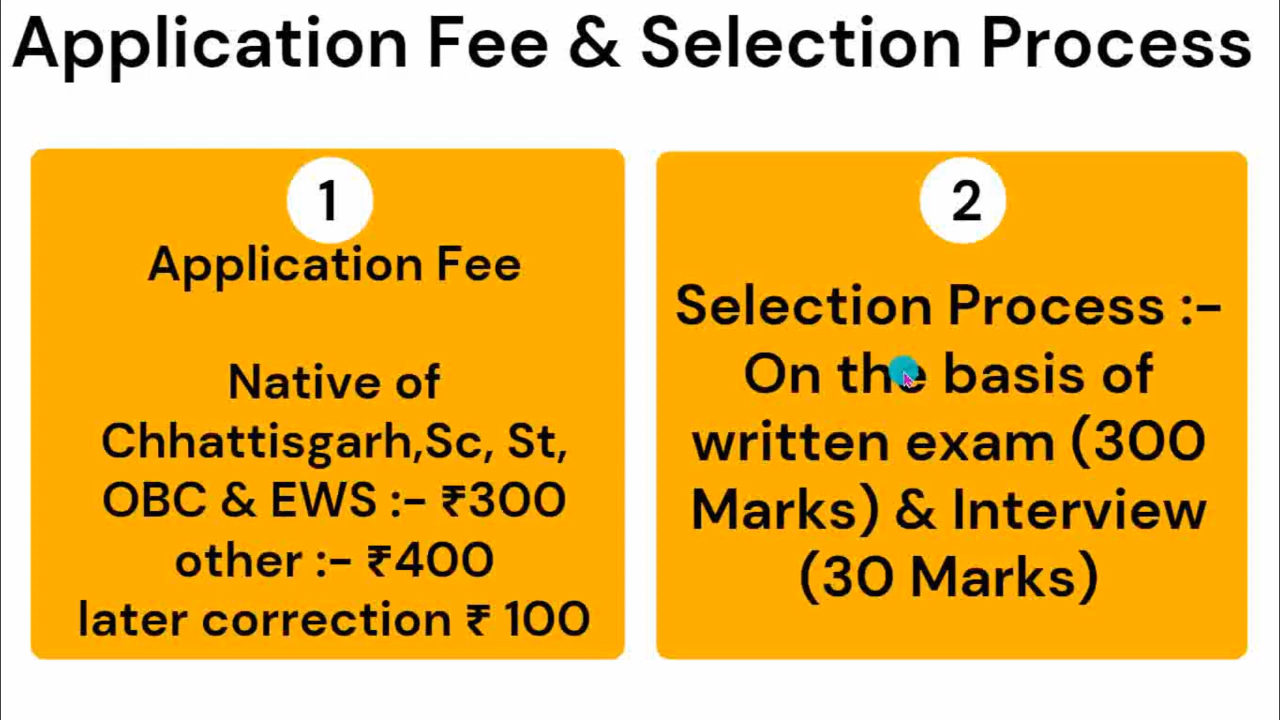 Application Fee & Selection Process
1
Application Fee
Native of
Chhattisgarh,Sc, St,
OBC & EWS :- ₹300
other :- ₹400
later correction ₹ 100
2
Selection Process :-
On the basis of
written exam (300
Marks) & Interview
(30 Marks)